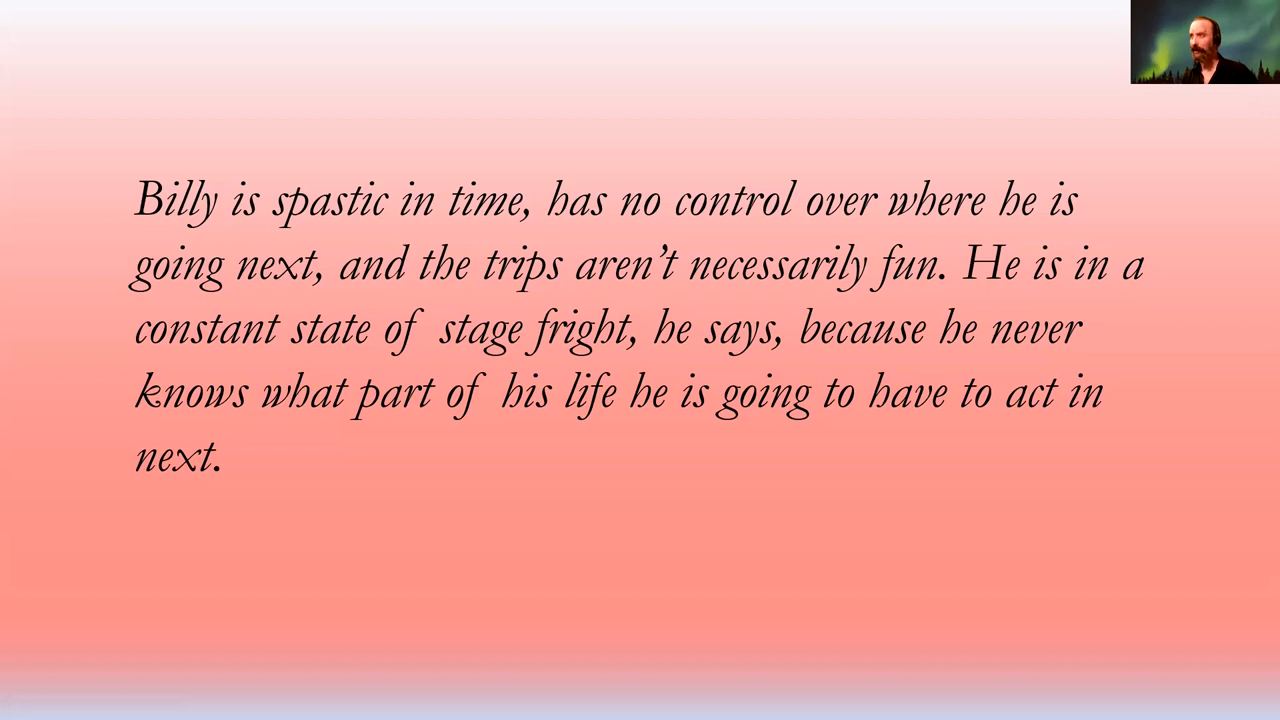 Billy is spastic in time, has no control over where he is
going next, and the trips aren’t necessarily fun. He is in a
constant state of stage fright, he says, because he never
knows what part of his life he is going to have to act in
next.